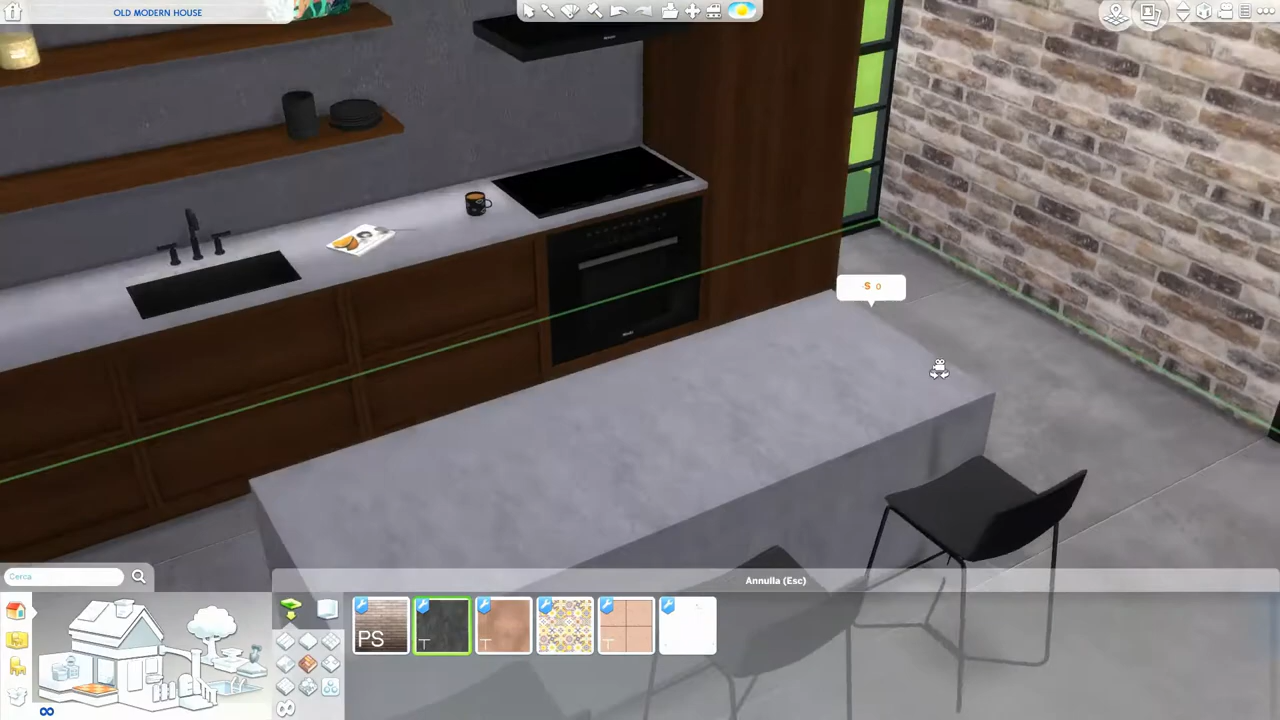 OLD MODERN HOUSE
-§ 0
Annulla (Esc)
Cerca
PS
T
T
T